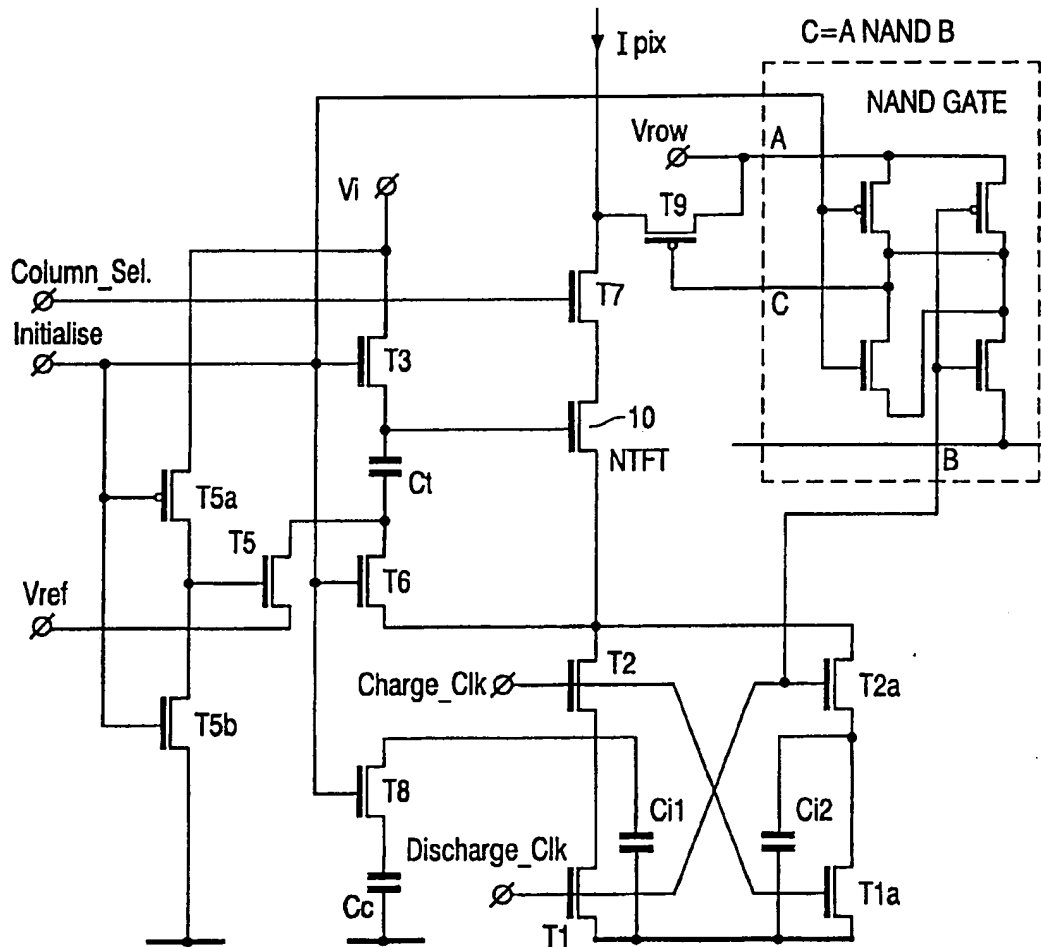 I pix
C=A NAND B
NAND GATE
Vrow
A
Vi
T9
Column_Sel.
T7
C
Initialise
T3
10
NTFT
Ct
B
T5a
T5
T6
Vref
T2
Charge_Clk
T2a
T5b
T8
Ci1
Ci2
Discharge_Clk
Cc
T1
T1a